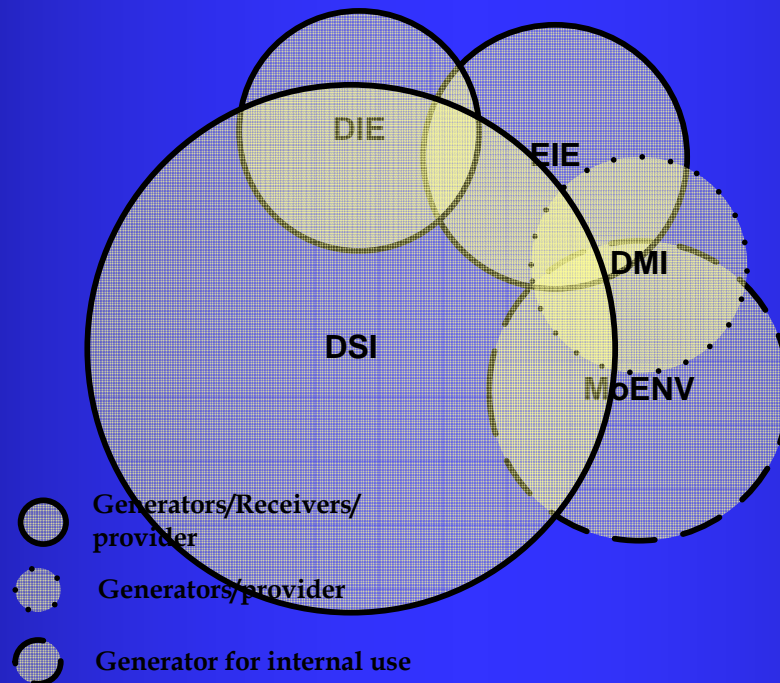 DIE
EIE
DMI
DSI
MoENV
Generators/Receivers/
provider
Generators/provider
Generator for internal use